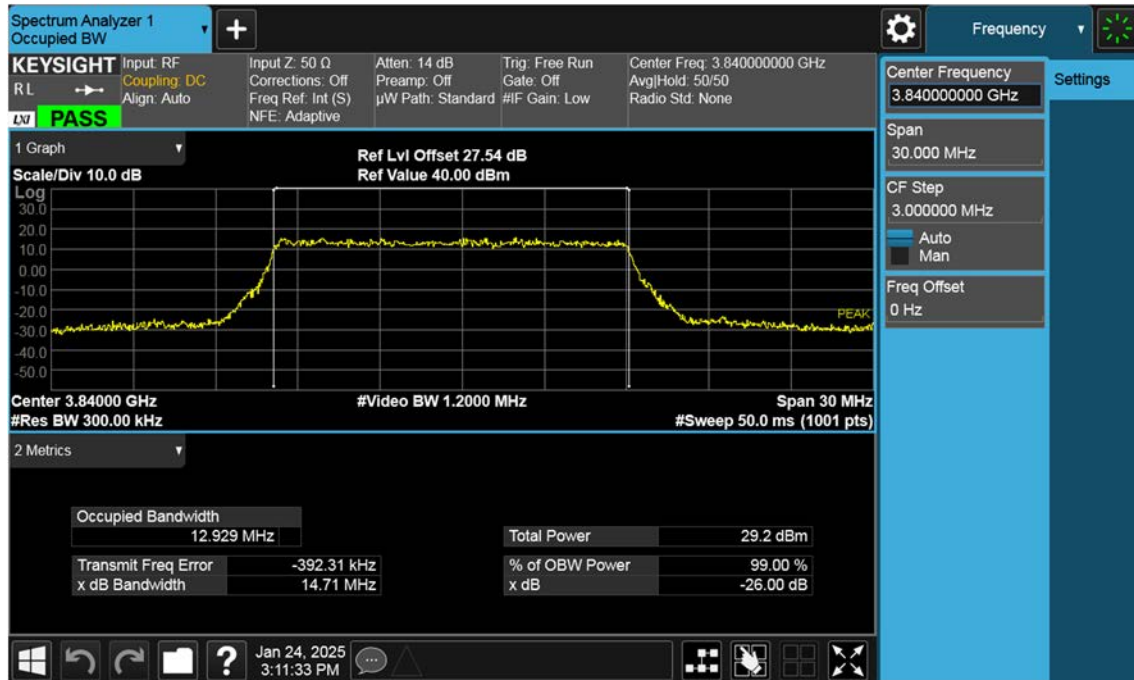 Spectrum Analyzer 1
Occupied BW
Frequency
KEYSIGHT
R L
LXI
PASS
Input: RF
Coupling: DC
Align: Auto
Input Z: 50 Ω
Corrections: Off
Freq Ref: Int (S)
NFE: Adaptive
Atten: 14 dB
Preamp: Off
µW Path: Standard
Trig: Free Run
Gate: Off
#IF Gain: Low
Center Freq: 3.840000000 GHz
Avg|Hold: 50/50
Radio Std: None
Center Frequency
3.840000000 GHz
Settings
Span
30.000 MHz
CF Step
3.000000 MHz
Auto
Man
Freq Offset
0 Hz
1 Graph
Scale/Div 10.0 dB
Ref Lvl Offset 27.54 dB
Ref Value 40.00 dBm
Log
30.0
20.0
10.0
0.00
-10.0
-20.0
-30.0
-40.0
-50.0
PEAK
Center 3.84000 GHz
#Video BW 1.2000 MHz
Span 30 MHz
#Res BW 300.00 kHz
#Sweep 50.0 ms (1001 pts)
2 Metrics
Occupied Bandwidth
12.929 MHz
Total Power 29.2 dBm
Transmit Freq Error -392.31 kHz
% of OBW Power 99.00 %
x dB Bandwidth 14.71 MHz
x dB -26.00 dB
?
Jan 24, 2025
3:11:33 PM